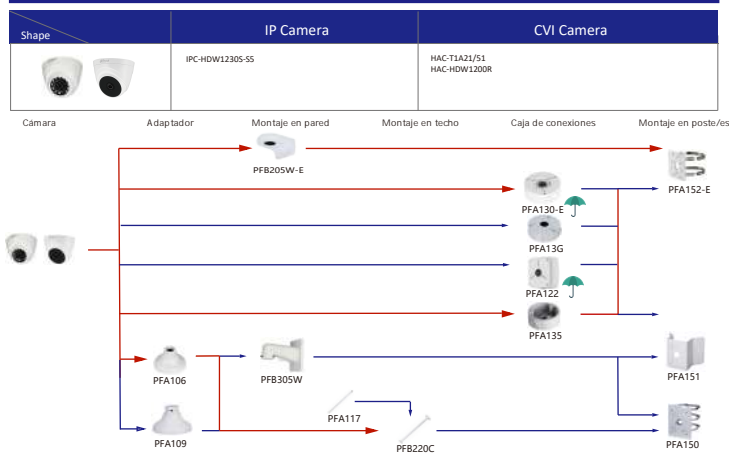 Shape
IP Camera
CVI Camera
IPC-HDW1230S-S5
HAC-T1A21/51
HAC-HDW1200R
Cámara
Adaptador
Montaje en pared
Montaje en techo
Caja de conexiones
Montaje en poste/es
PFB205W-E
PFA152-E
PFA130-E
PFA13G
PFA122
PFA135
PFA106
PFB305W
PFA151
PFA117
PFA109
PFB220C
PFA150